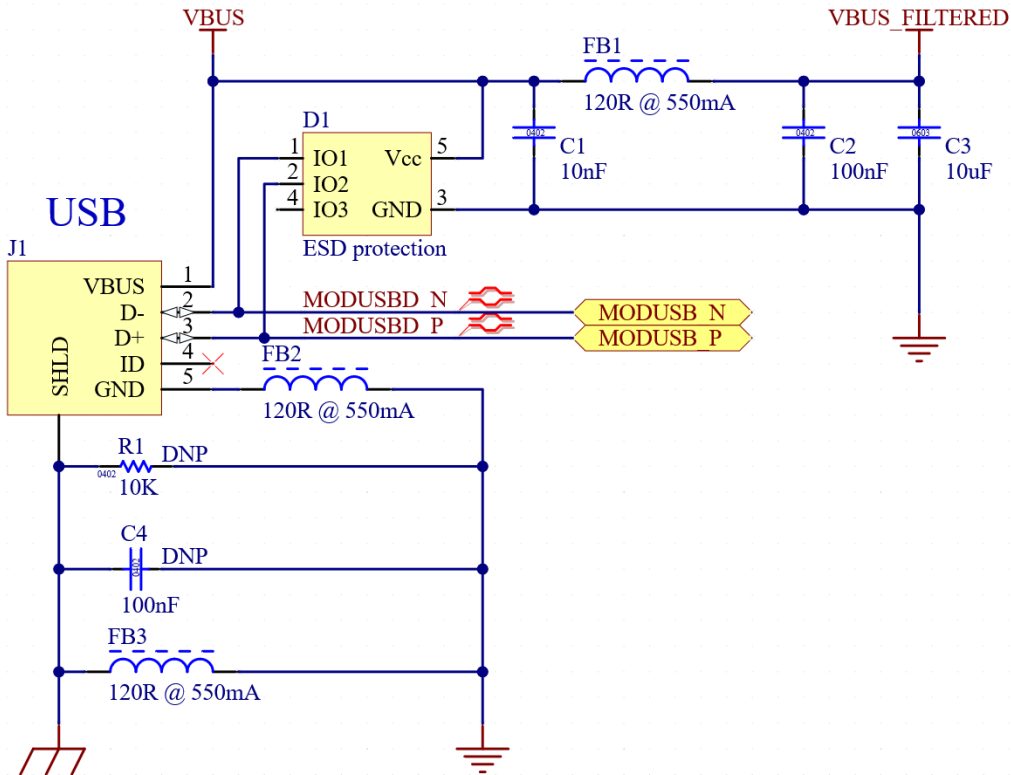 VBUS
VBUS_FILTERED
FB1
120R @ 550mA
D1
1 IO1 Vcc 5
2 IO2
4 IO3 GND 3
ESD protection
0402
C1
10nF
0402
C2
100nF
0603
C3
10uF
USB
J1
VBUS 1
D- 2
D+ 3
ID 4
GND 5
SHLD
MODUSBD_N
MODUSBD_P
MODUSB_N
MODUSB_P
FB2
120R @ 550mA
R1 DNP
0402
10K
C4 DNP
0402
100nF
FB3
120R @ 550mA